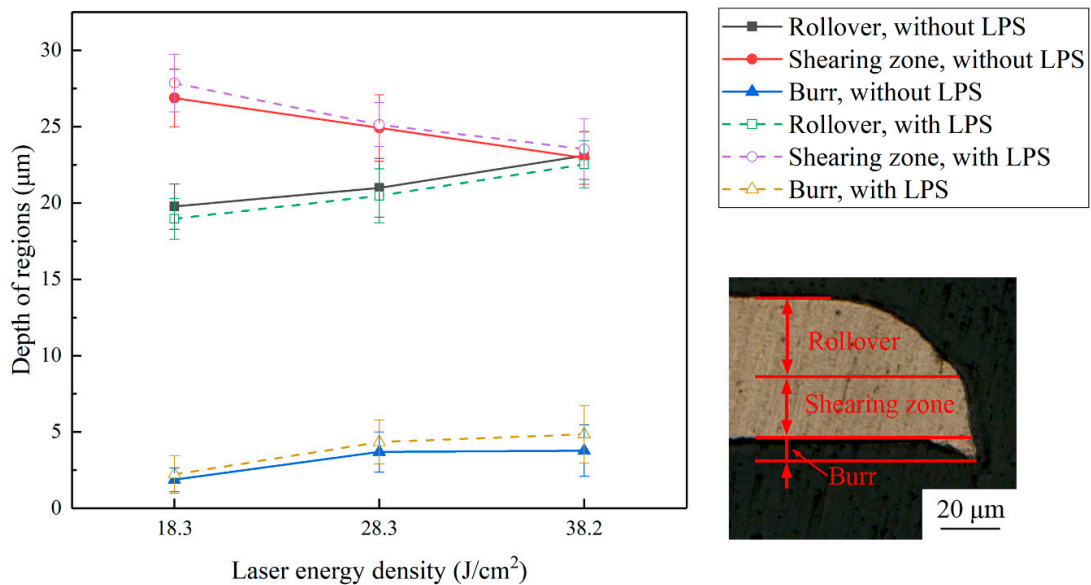 30
25
20
15
10
5
0
Depth of regions (μm)
18.3
28.3
38.2
Laser energy density (J/cm²)
Rollover, without LPS
Shearing zone, without LPS
Burr, without LPS
Rollover, with LPS
Shearing zone, with LPS
Burr, with LPS
Rollover
Shearing zone
Burr
20 μm